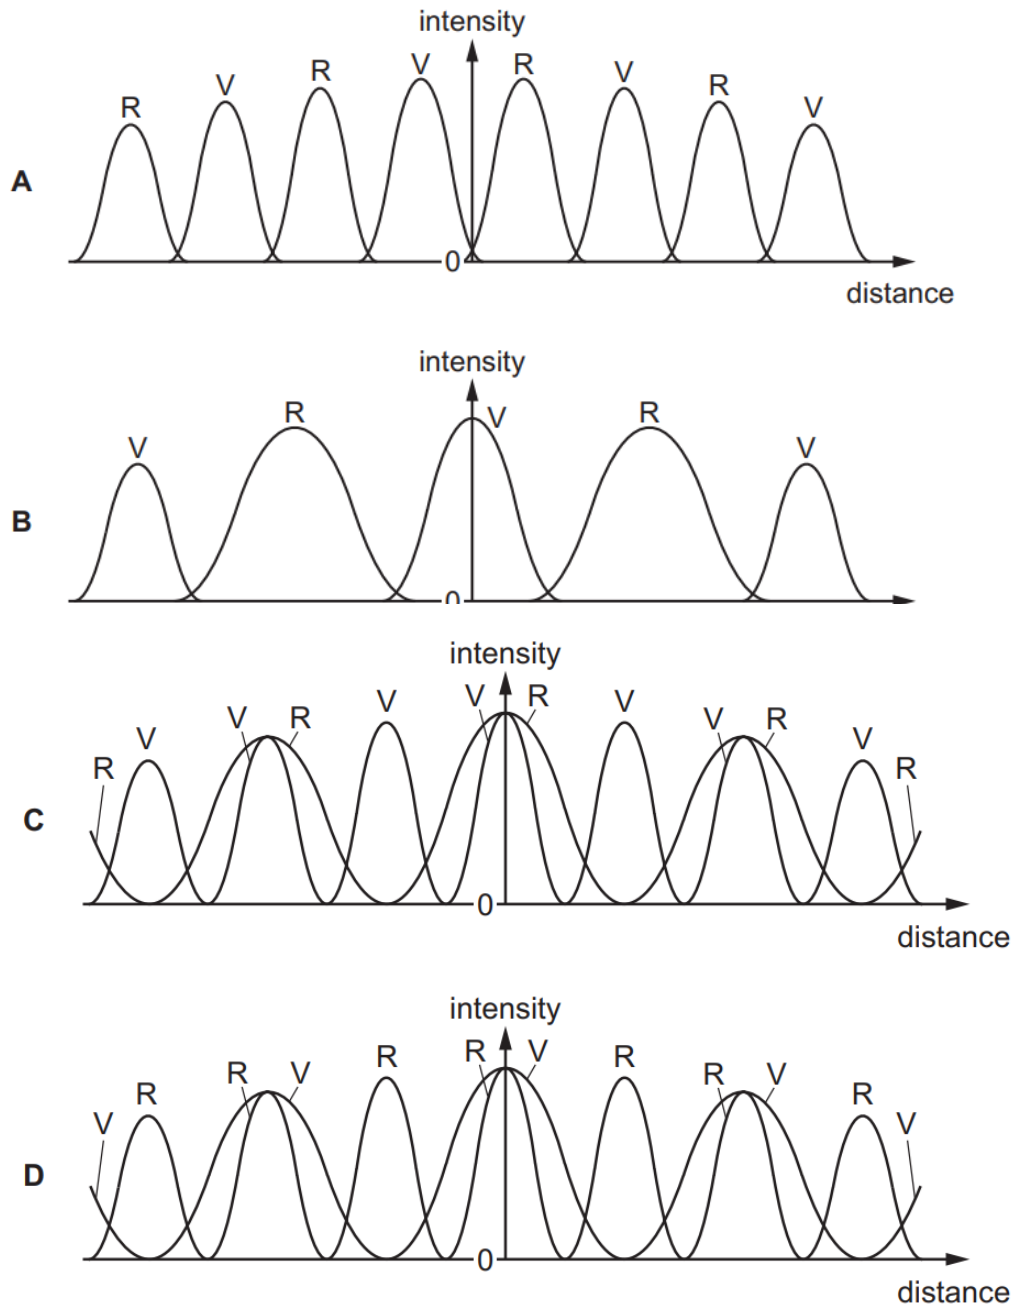 intensity
R V R V R V R V
A
0
distance
intensity
V R V R V
B
0
intensity
R V V R V V R V V R V R
C
0
distance
intensity
V R R V R R V R R V R V
D
0
distance